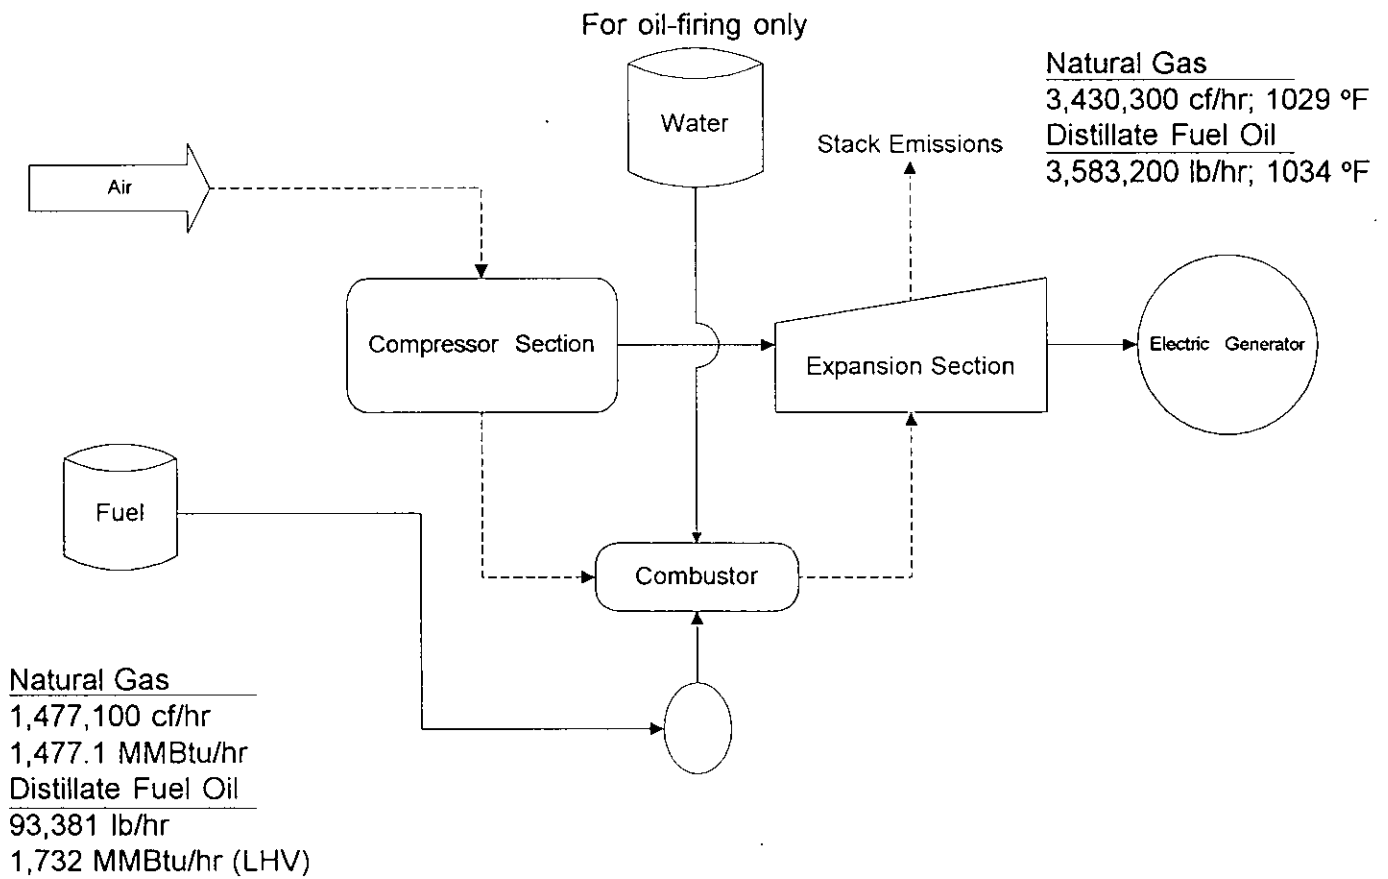 For oil-firing only
Water
Natural Gas
3,430,300 cf/hr; 1029 ºF
Distillate Fuel Oil
3,583,200 lb/hr; 1034 ºF
Stack Emissions
Air
Compressor Section
Expansion Section
Electric Generator
Fuel
Combustor
Natural Gas
1,477,100 cf/hr
1,477.1 MMBtu/hr
Distillate Fuel Oil
93,381 lb/hr
1,732 MMBtu/hr (LHV)